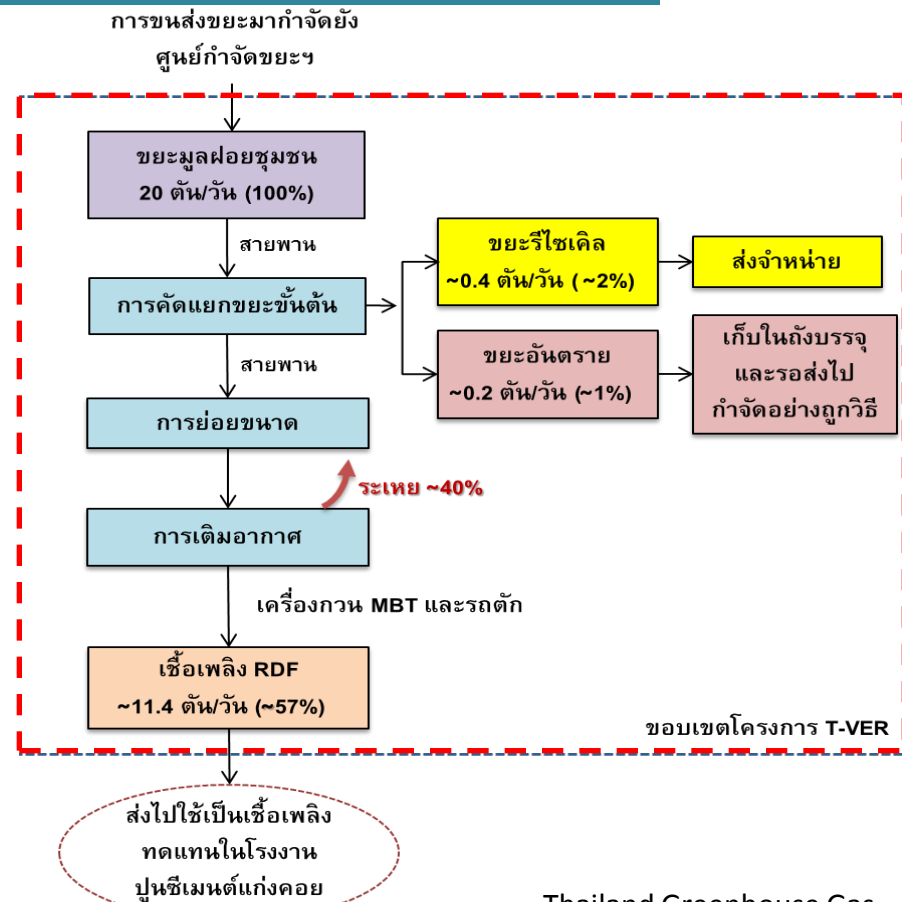 การขนส่งขยะมากำจัดยัง
ศูนย์กำจัดขยะฯ
ขยะมูลฝอยชุมชน
20 ตัน/วัน (100%)
สายพาน
การคัดแยกขยะขั้นต้น
ขยะรีไซเคิล
~0.4 ตัน/วัน ( ~2%)
ส่งจำหน่าย
ขยะอันตราย
~0.2 ตัน/วัน (~1%)
เก็บในถังบรรจุ
และรอส่งไป
กำจัดอย่างถูกวิธี
สายพาน
การย่อยขนาด
ระเหย ~40%
การเติมอากาศ
เครื่องกวน MBT และรถตัก
เชื้อเพลิง RDF
~11.4 ตัน/วัน (~57%)
ขอบเขตโครงการ T-VER
ส่งไปใช้เป็นเชื้อเพลิง
ทดแทนในโรงงาน
ปูนซีเมนต์แก่งคอย
Thailand Greenhouse Gas